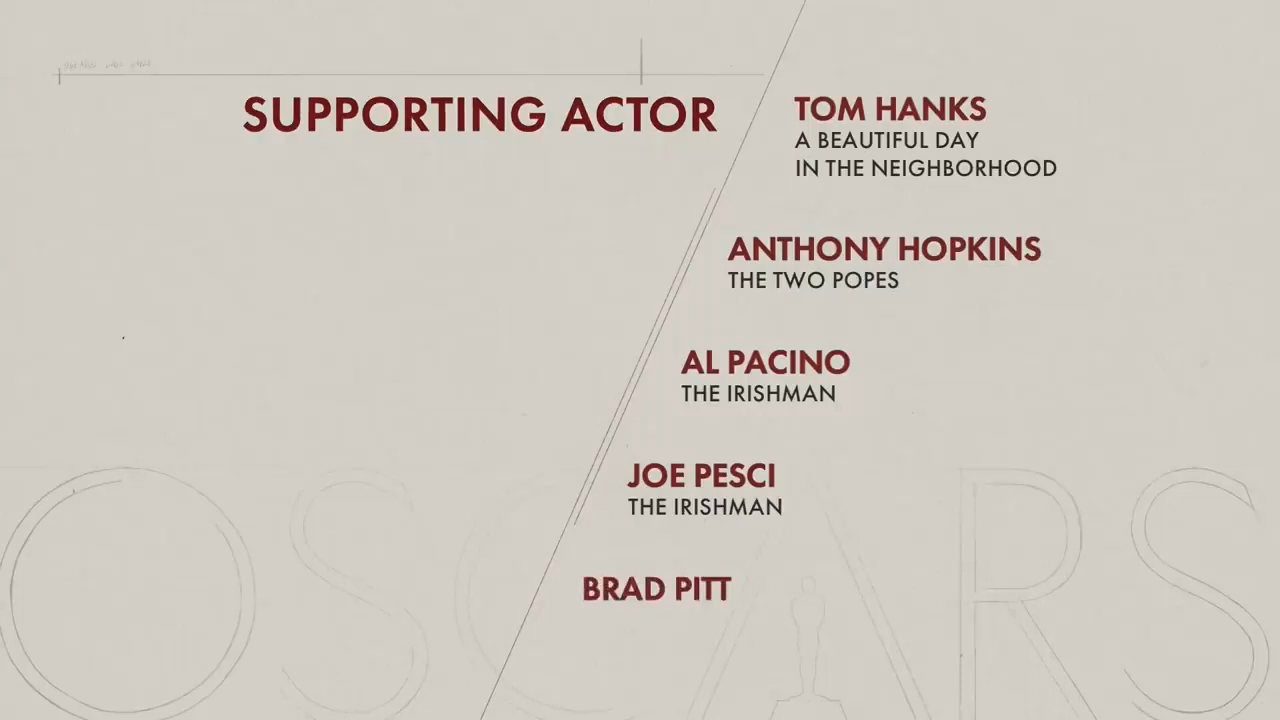 SUPPORTING ACTOR
TOM HANKS
A BEAUTIFUL DAY
IN THE NEIGHBORHOOD
ANTHONY HOPKINS
THE TWO POPES
AL PACINO
THE IRISHMAN
JOE PESCI
THE IRISHMAN
BRAD PITT
OSCARS